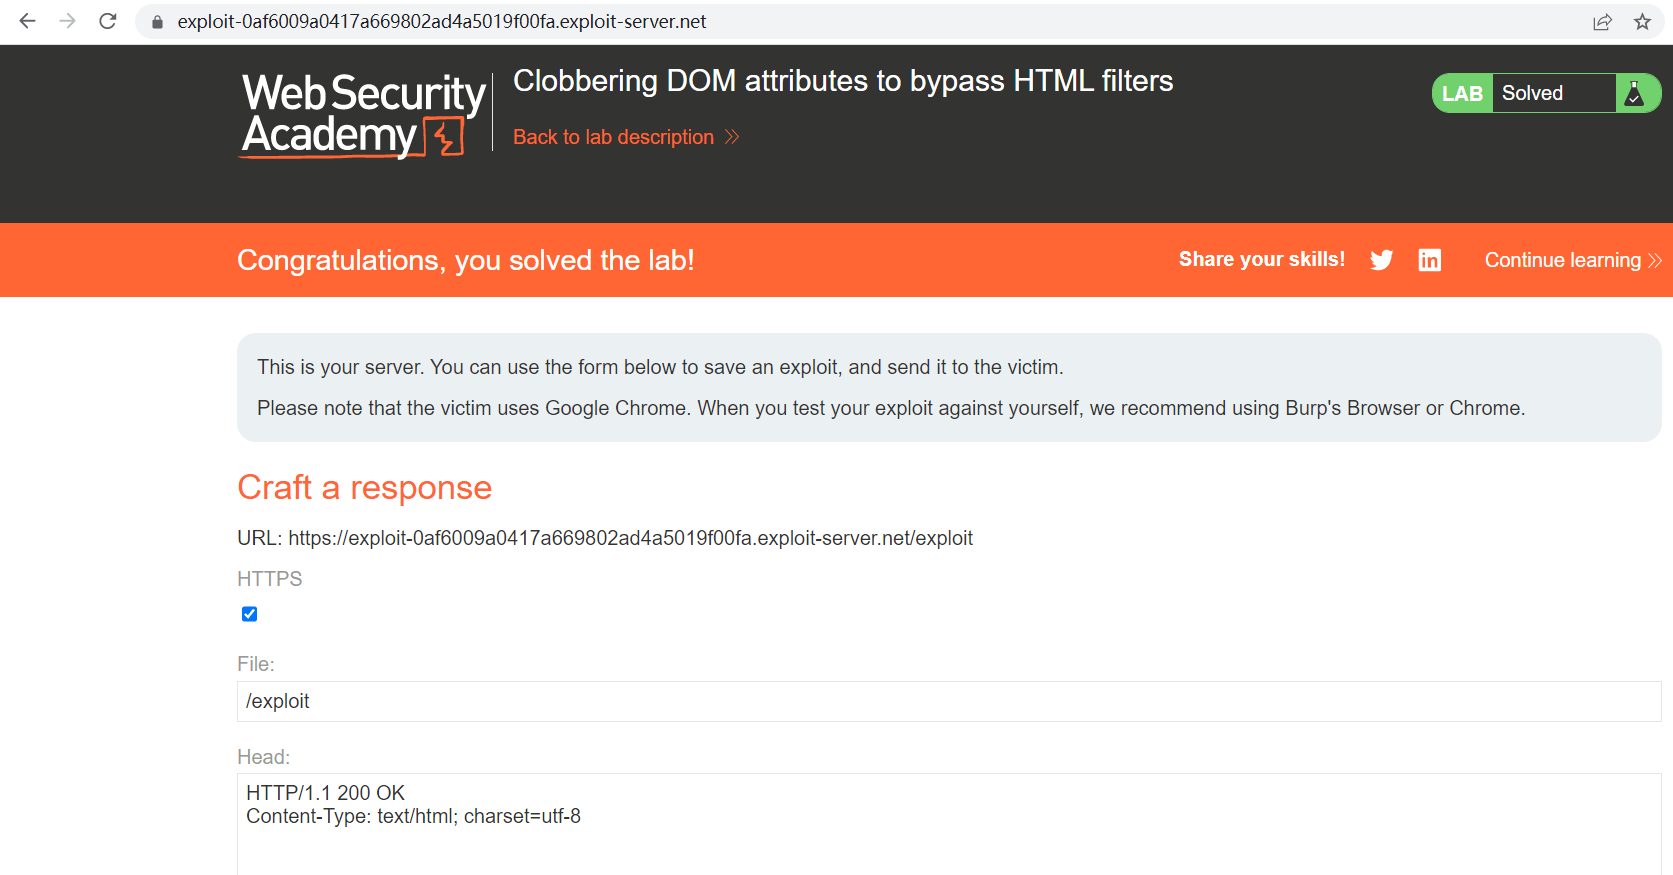 exploit-0af6009a0417a669802ad4a5019f00fa.exploit-server.net
Web Security
Academy
Clobbering DOM attributes to bypass HTML filters
Back to lab description
LAB Solved
Congratulations, you solved the lab!
Share your skills!
in
Continue learning
This is your server. You can use the form below to save an exploit, and send it to the victim.
Please note that the victim uses Google Chrome. When you test your exploit against yourself, we recommend using Burp's Browser or Chrome.
Craft a response
URL: https://exploit-0af6009a0417a669802ad4a5019f00fa.exploit-server.net/exploit
HTTPS
File:
/exploit
Head:
HTTP/1.1 200 OK
Content-Type: text/html; charset=utf-8